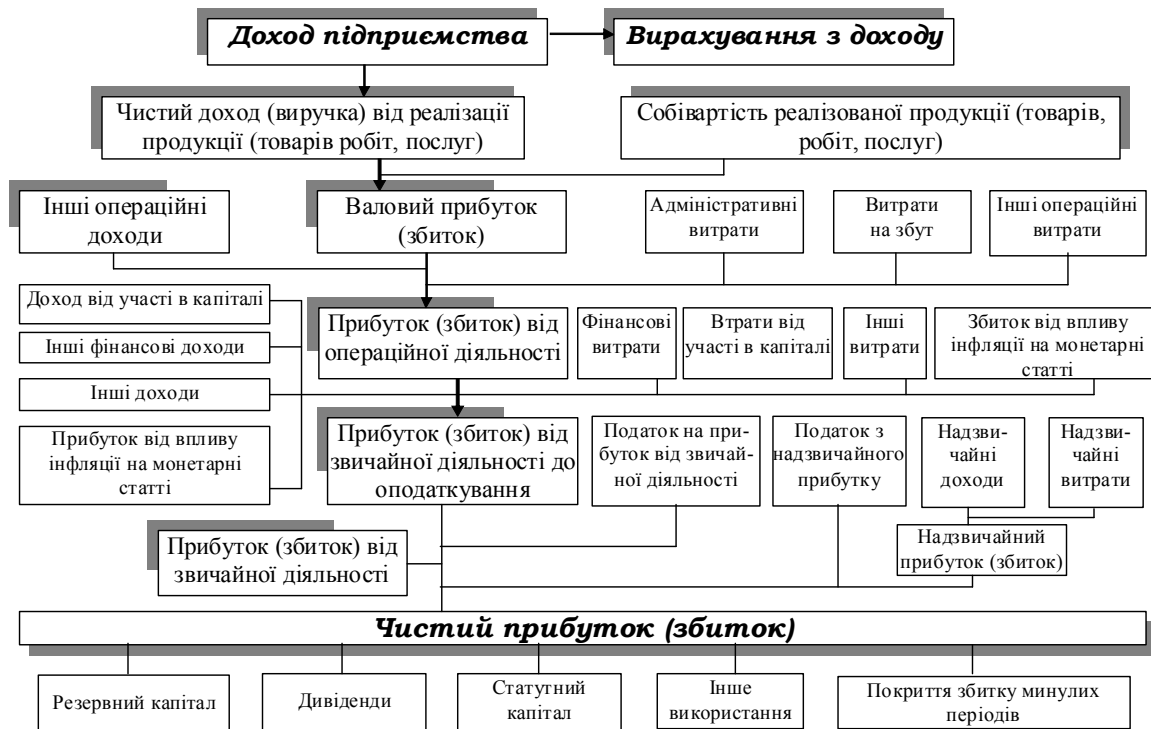 Доход підприємства
Вирахування з доходу
Чистий доход (виручка) від реалізації
продукції (товарів робіт, послуг)
Собівартість реалізованої продукції (товарів,
робіт, послуг)
Інші операційні
доходи
Валовий прибуток
(збиток)
Адміністративні
витрати
Витрати
на збут
Інші операційні
витрати
Доход від участі в капіталі
Інші фінансові доходи
Інші доходи
Прибуток від впливу
інфляції на монетарні
статті
Прибуток (збиток) від
операційної діяльності
Фінансові
витрати
Втрати від
участі в капіталі
Інші
витрати
Збиток від впливу
інфляції на монетарні
статті
Прибуток (збиток) від
звичайної діяльності до
оподаткування
Податок на при-
буток від звичай-
ної діяльності
Податок з
надзвичайного
прибутку
Надзви-
чайні
доходи
Надзви-
чайні
витрати
Прибуток (збиток) від
звичайної діяльності
Надзвичайний
прибуток (збиток)
Чистий прибуток (збиток)
Резервний капітал
Дивіденди
Статутний
капітал
Інше
використання
Покриття збитку минулих
періодів